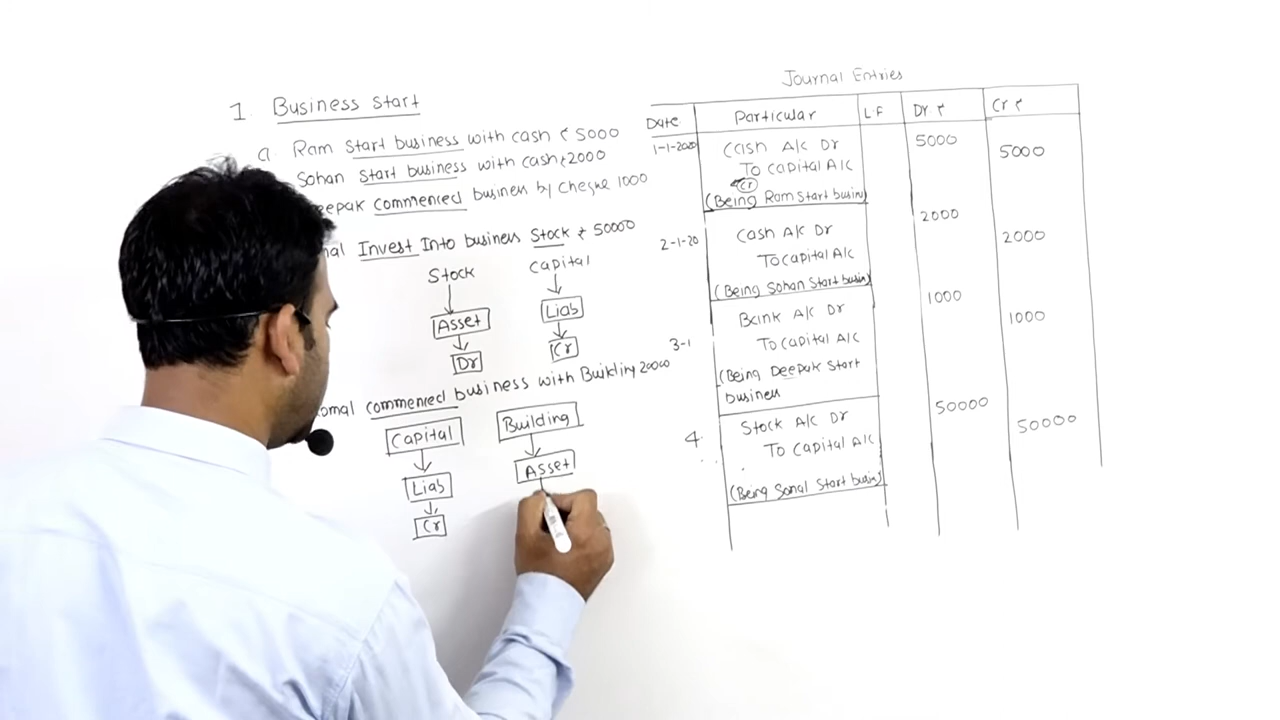 1. Business Start
a. Ram Start business with cash ₹ 5000
Sohan Start business with cash ₹2000
eepak commenced business by Cheque 1000
nal Invest Into business Stock ₹ 50000
Stock
Capital
Asset
Liab
Dr
Cr
omal commenced business with Building 20000
Capital
Building
Liab
Asset
Cr
Journal Entries
Date Particular L.F Dr. ₹ Cr ₹
1-1-2020 Cash A/c Dr 5000
To capital A/c 5000
Cr
(Being Ram Start busin)
2-1-20 Cash A/c Dr 2000
To capital A/c 2000
(Being Sohan Start busin)
Bank A/c Dr 1000
3-1 To capital A/c 1000
(Being Deepak Start
business
4. Stock A/c Dr 50000
To capital A/c 50000
(Being Sonal Start busin)